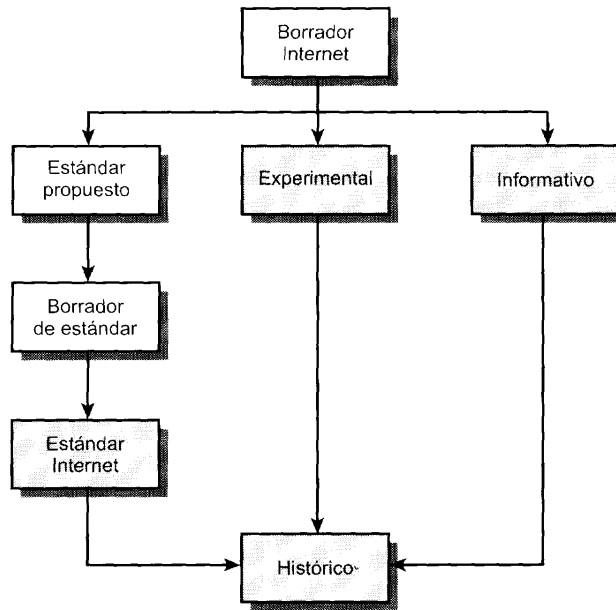 Borrador
Internet
Estándar
propuesto
Experimental
Informativo
Borrador
de estándar
Estándar
Internet
Histórico